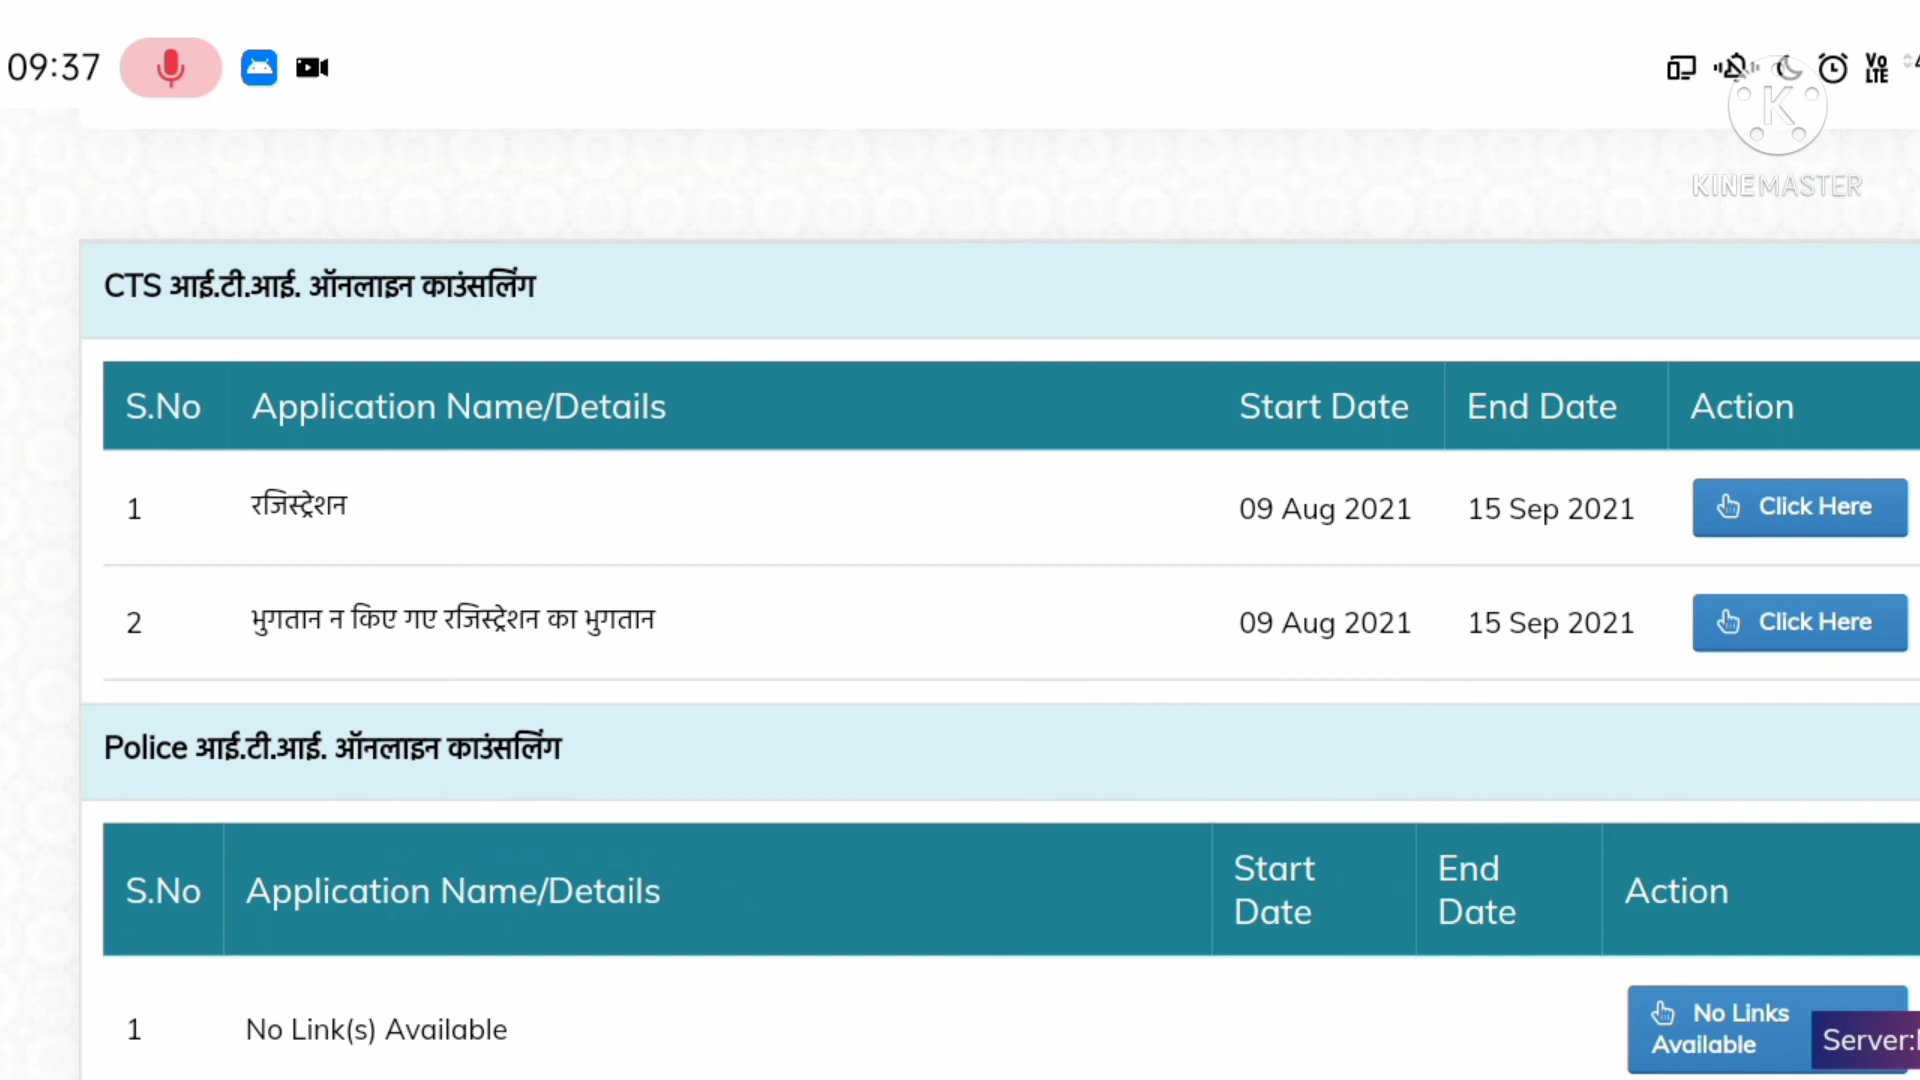 09:37
Vo
LTE
KINEMASTER
CTS आई.टी.आई. ऑनलाइन काउंसलिंग
S.No Application Name/Details Start Date End Date Action
1 रजिस्ट्रेशन 09 Aug 2021 15 Sep 2021 Click Here
2 भुगतान न किए गए रजिस्ट्रेशन का भुगतान 09 Aug 2021 15 Sep 2021 Click Here
Police आई.टी.आई. ऑनलाइन काउंसलिंग
S.No Application Name/Details Start Date End Date Action
1 No Link(s) Available No Links Available
Server: